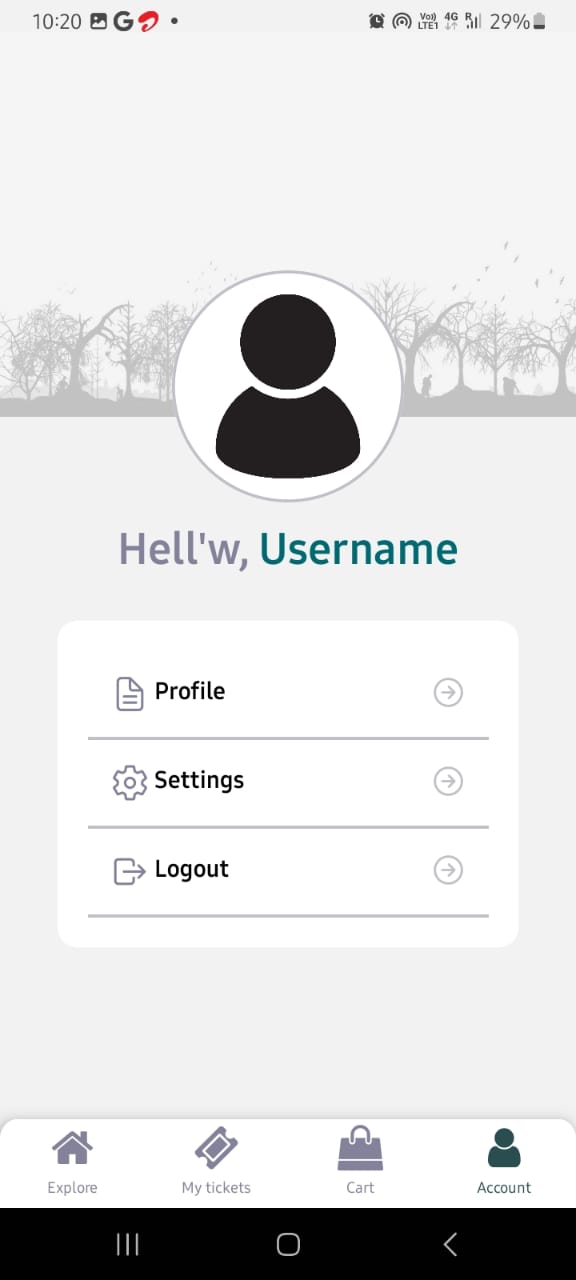 10:20 G Vo)) LTE1 4G R 29%
Hell'w, Username
Profile
Settings
Logout
Explore My tickets Cart Account